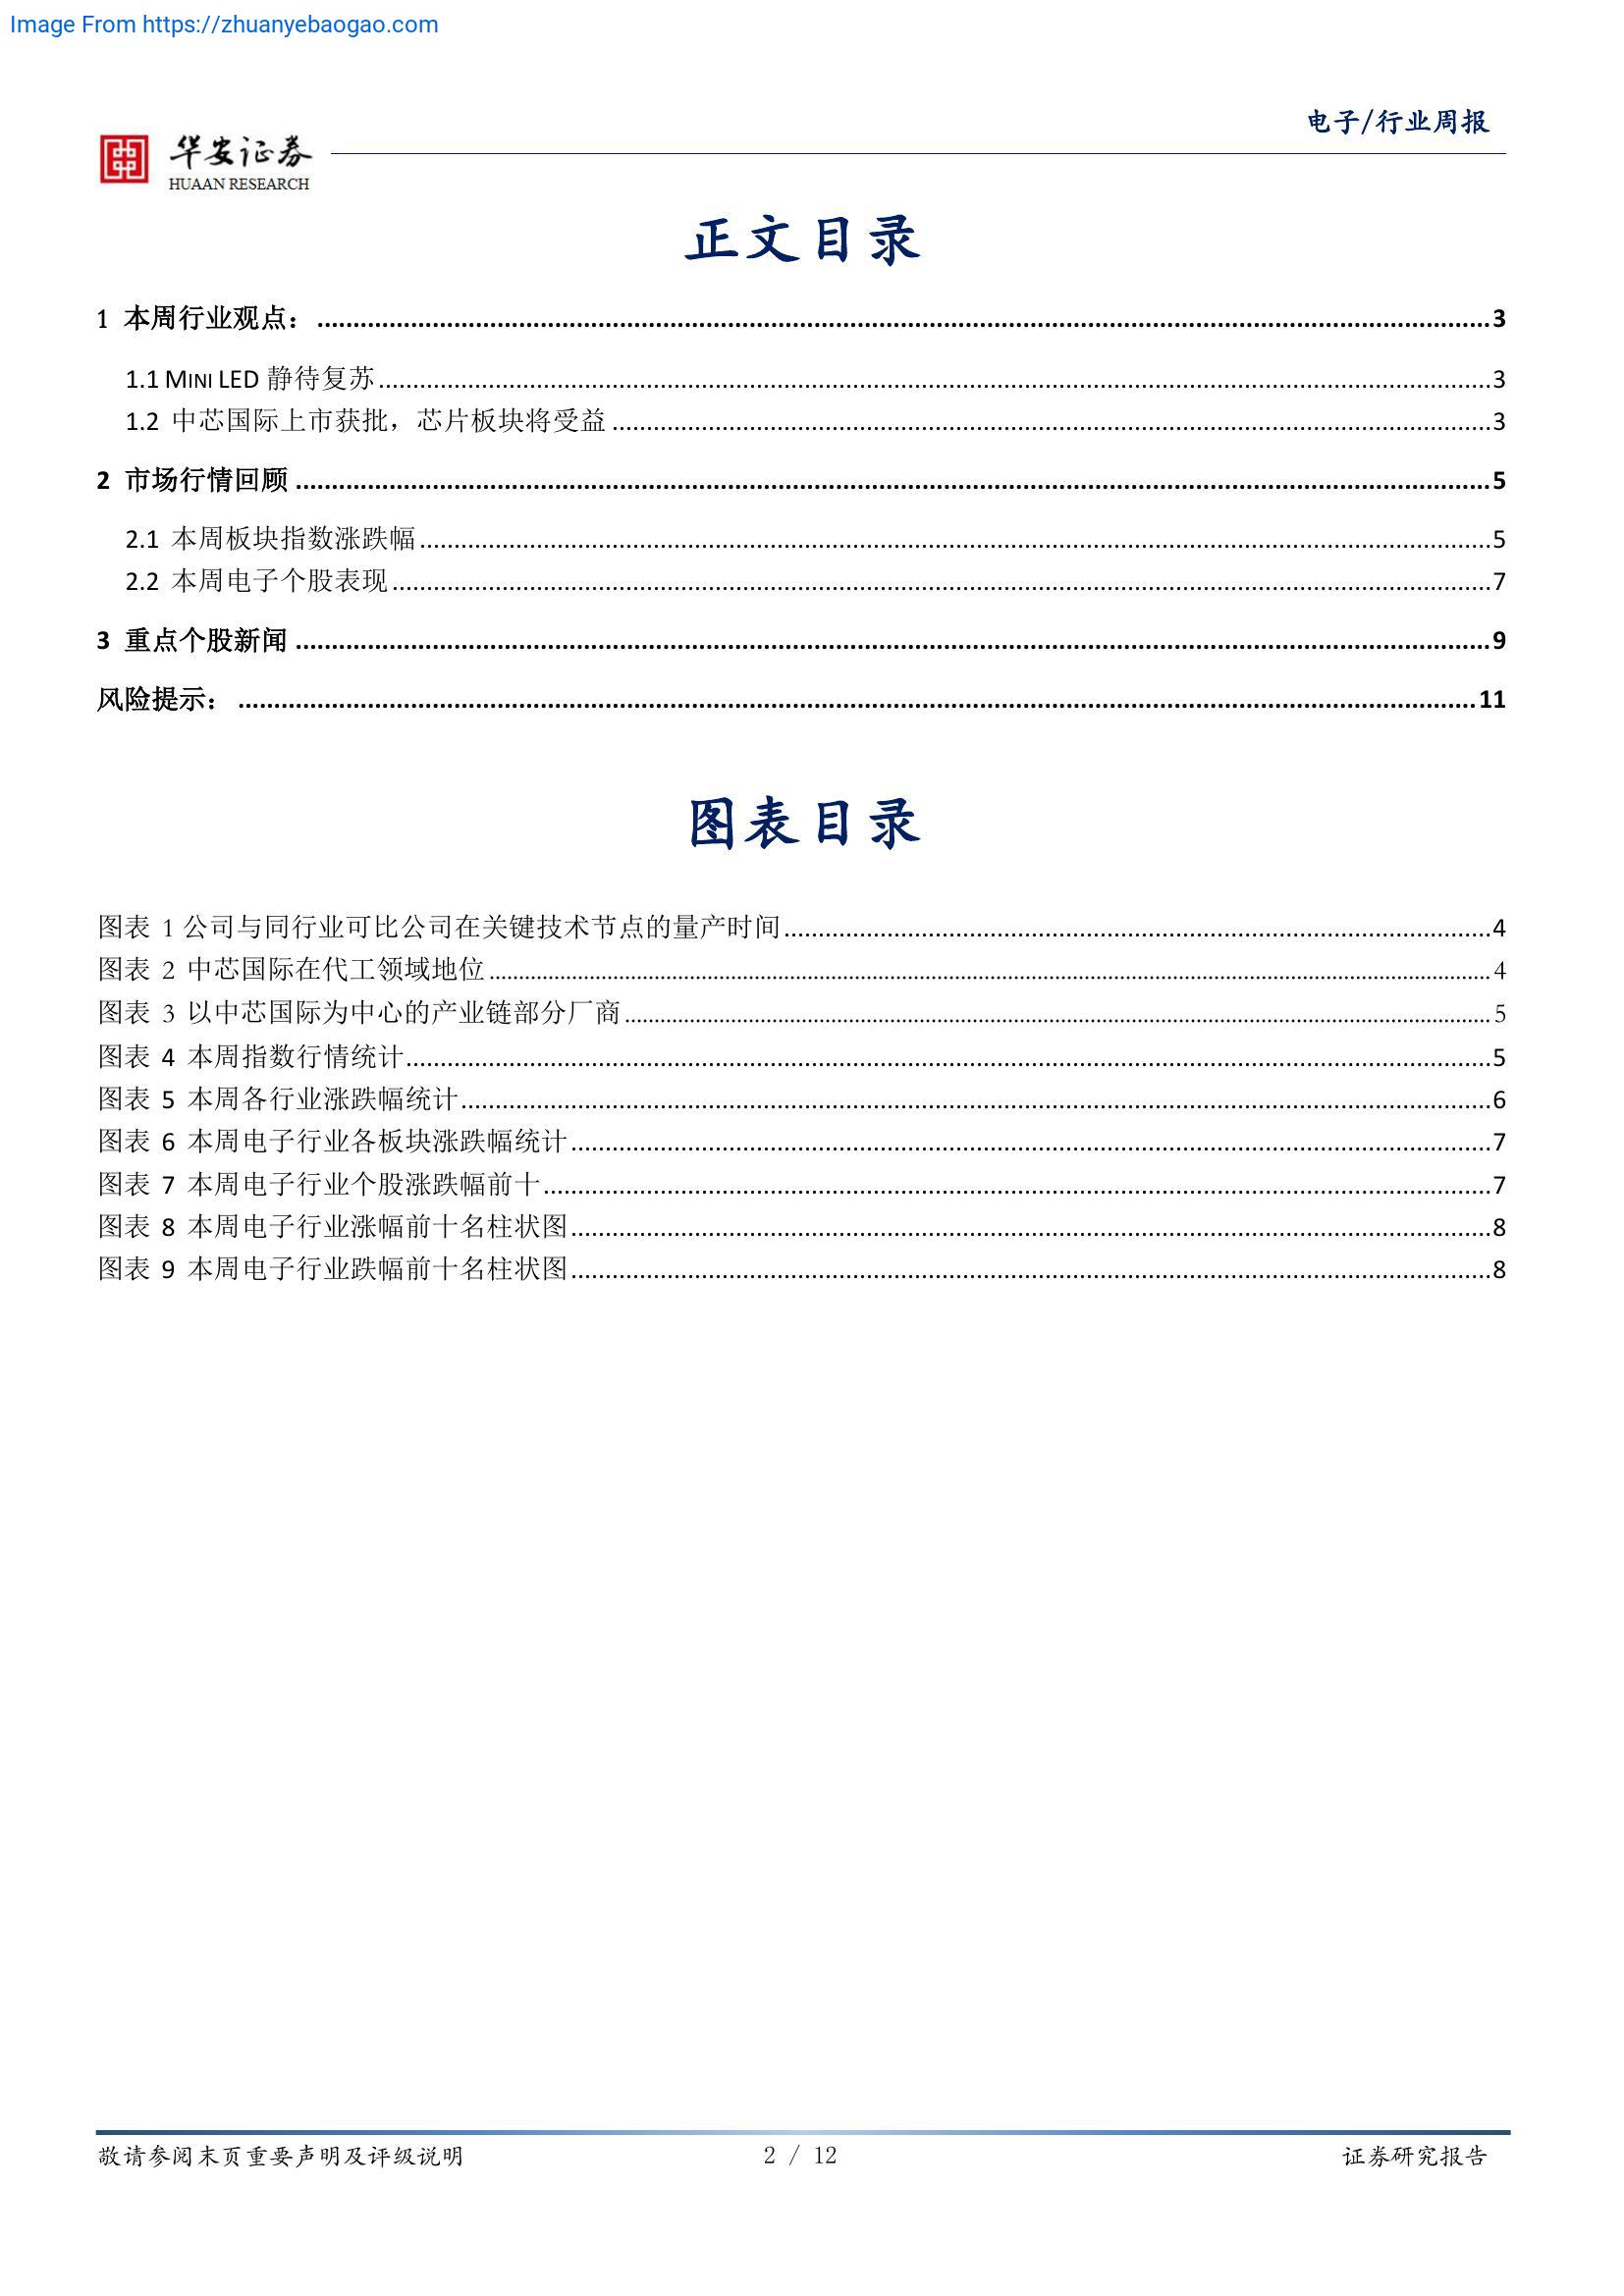 Image From https://zhuanyebaogao.com
电子/行业周报
华安证券
HUAAN RESEARCH
正文目录
1 本周行业观点：......3
1.1 MINI LED 静待复苏......3
1.2 中芯国际上市获批，芯片板块将受益......3
2 市场行情回顾......5
2.1 本周板块指数涨跌幅......5
2.2 本周电子个股表现......7
3 重点个股新闻......9
风险提示：......11
图表目录
图表 1 公司与同行业可比公司在关键技术节点的量产时间......4
图表 2 中芯国际在代工领域地位......4
图表 3 以中芯国际为中心的产业链部分厂商......5
图表 4 本周指数行情统计......5
图表 5 本周各行业涨跌幅统计......6
图表 6 本周电子行业各板块涨跌幅统计......7
图表 7 本周电子行业个股涨跌幅前十......7
图表 8 本周电子行业涨幅前十名柱状图......8
图表 9 本周电子行业跌幅前十名柱状图......8
敬请参阅末页重要声明及评级说明 2 / 12 证券研究报告